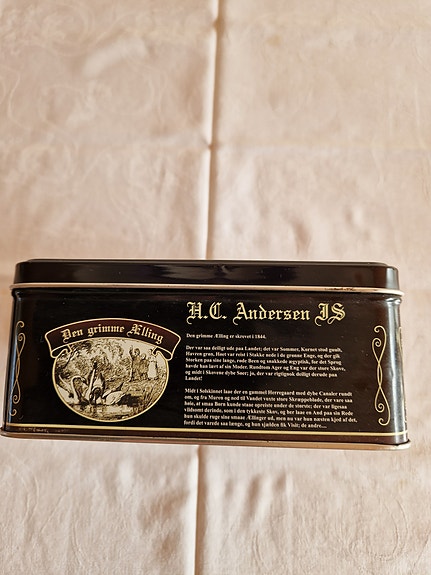 H.C. Andersen IS
Den grimme Ælling
Den grimme Ælling er skrevet i 1844.
Der var saa deiligt ude paa Landet; det var Sommer, Kornet stod guult,
Havren grøn, Høet var reist i Stakke nede i de grønne Enge, og der gik
Storken paa sine lange, røde Been og snakkede ægyptisk, for det Sprog
havde han lært af sin Moder. Rundtom Ager og Eng var der store Skove,
og midt i Skovene dybe Søer; jo, der var rigtignok deiligt derude paa
Landet!
Midt i Solskinnet laae der en gammel Herregaard med dybe Canaler rundt
om, og fra Muren og ned til Vandet voxte store Skræppeblade, der vare saa
høie, at smaa Børn kunde staae opreiste under de største; der var ligesaa
vildsomt derinde, som i den tykkeste Skov, og her laae en And paa sin Rede
hun skulde ruge sine smaae Ællinger ud, men nu var hun næsten kjed af det,
fordi det varede saa længe, og hun sjælden fik Visit; de andre....